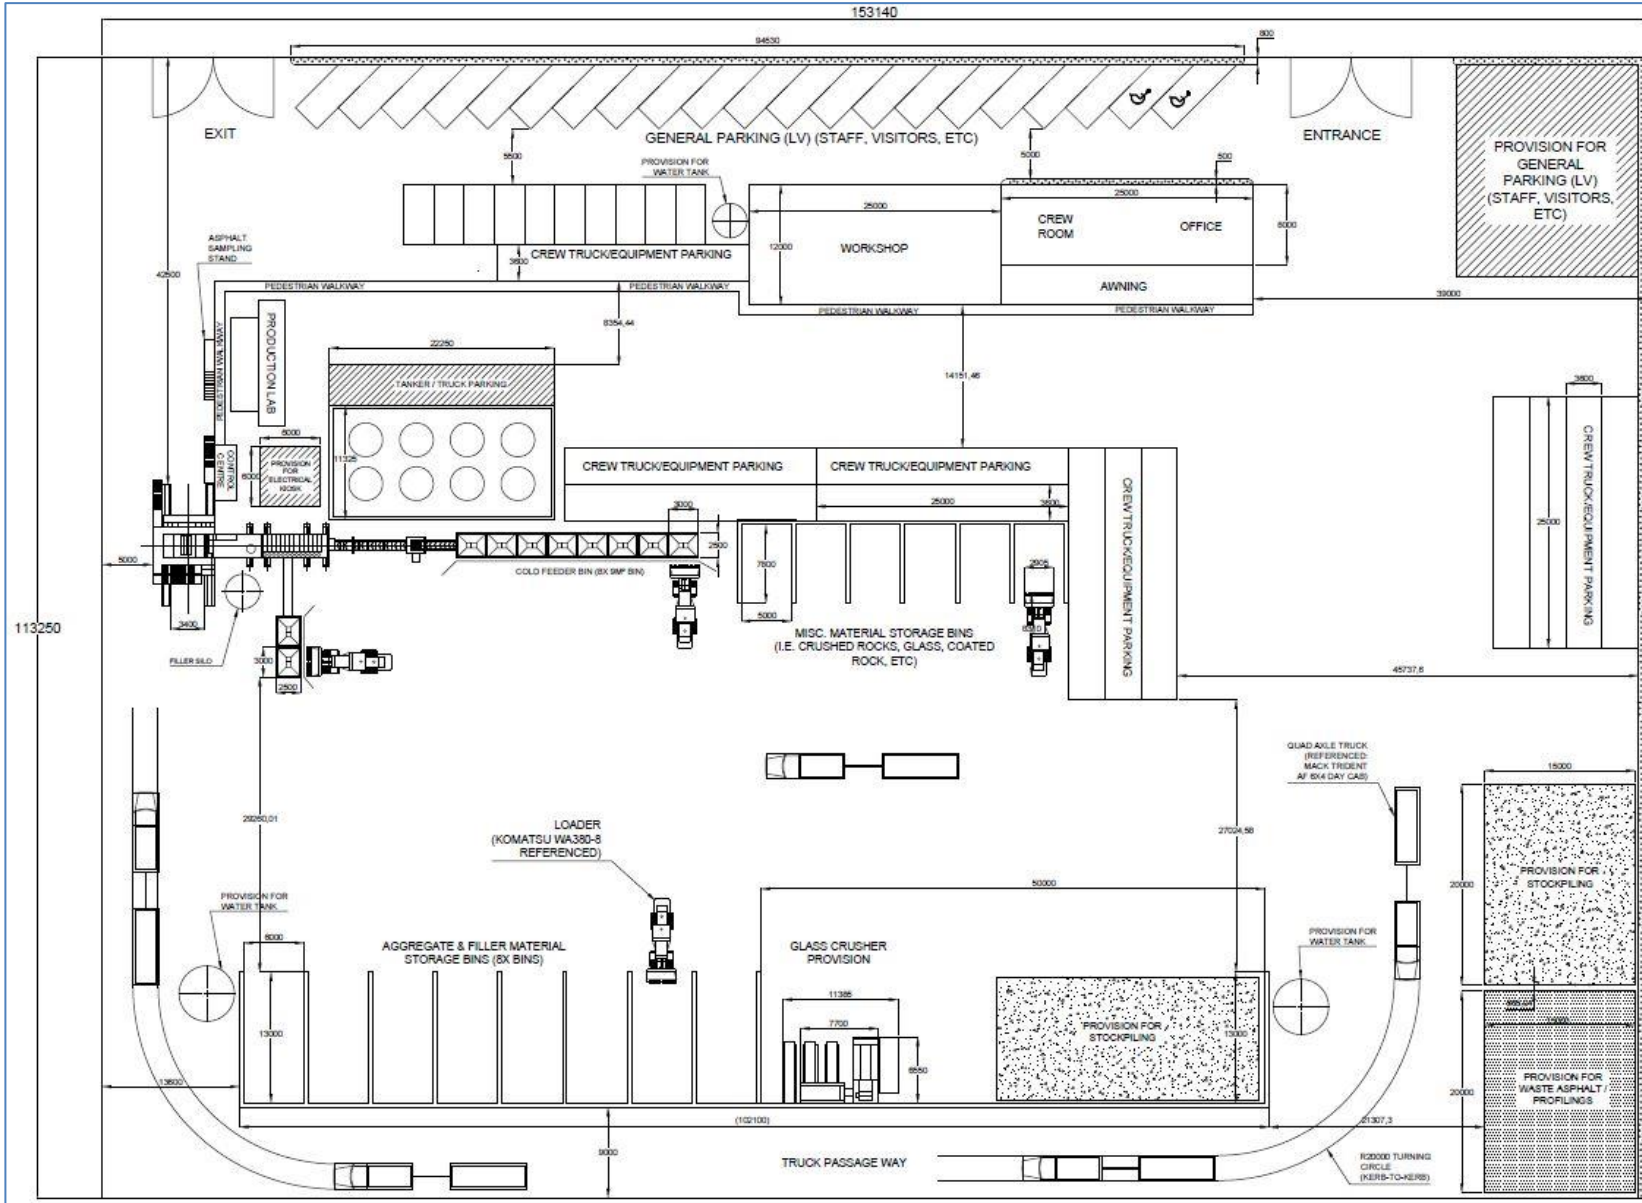 153140
94530
800
EXIT
GENERAL PARKING (LV) (STAFF, VISITORS, ETC)
ENTRANCE
PROVISION FOR
GENERAL
PARKING (LV)
(STAFF, VISITORS,
ETC)
5500
5000
500
PROVISION FOR
WATER TANK
25000
25000
12000
WORKSHOP
CREW
ROOM
OFFICE
8000
AWNING
ASPHALT
SAMPLING
STAND
42500
3600
CREW TRUCK/EQUIPMENT PARKING
PEDESTRIAN WALKWAY
PEDESTRIAN WALKWAY
PEDESTRIAN WALKWAY
PEDESTRIAN WALKWAY
39000
8354,44
PEDESTRIAN WALKWAY
PRODUCTION LAB
22250
TANKER / TRUCK PARKING
11325
14151,46
3600
25000
CREW TRUCK/EQUIPMENT PARKING
6000
6000
CONTROL
CENTRE
PROVISION
FOR
ELECTRICAL
KIOSK
CREW TRUCK/EQUIPMENT PARKING
CREW TRUCK/EQUIPMENT PARKING
25000
3600
CREW TRUCK/EQUIPMENT PARKING
3000
2500
5000
COLD FEEDER BIN (8X 9M³ BIN)
7800
5000
2905
3400
FILLER SILO
3000
2500
113250
MISC. MATERIAL STORAGE BINS
(I.E. CRUSHED ROCKS, GLASS, COATED
ROCK, ETC)
45737,6
QUAD AXLE TRUCK
(REFERENCED:
MACK TRIDENT
AF 6X4 DAY CAB)
15000
29260,01
27024,56
LOADER
(KOMATSU WA380-8
REFERENCED)
20000
PROVISION FOR
STOCKPILING
50000
PROVISION FOR
WATER TANK
6000
AGGREGATE & FILLER MATERIAL
STORAGE BINS (8X BINS)
GLASS CRUSHER
PROVISION
PROVISION FOR
WATER TANK
11385
7700
6550
13000
PROVISION FOR
STOCKPILING
13000
20000
PROVISION FOR
WASTE ASPHALT /
PROFILINGS
13600
(102100)
21307,3
9000
TRUCK PASSAGE WAY
R20000 TURNING
CIRCLE
(KERB-TO-KERB)